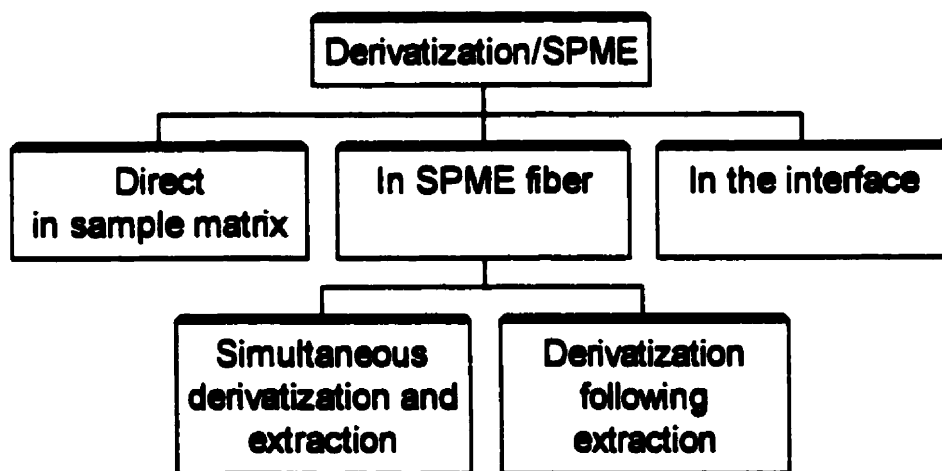 Derivatization/SPME
Direct
in sample matrix
In SPME fiber
In the interface
Simultaneous
derivatization and
extraction
Derivatization
following
extraction